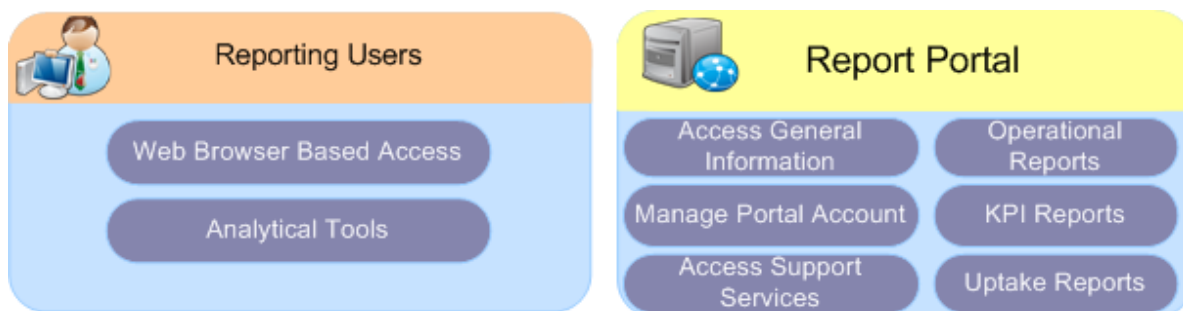 Reporting Users
Web Browser Based Access
Analytical Tools
Report Portal
Access General
Information
Operational
Reports
Manage Portal Account
KPI Reports
Access Support
Services
Uptake Reports